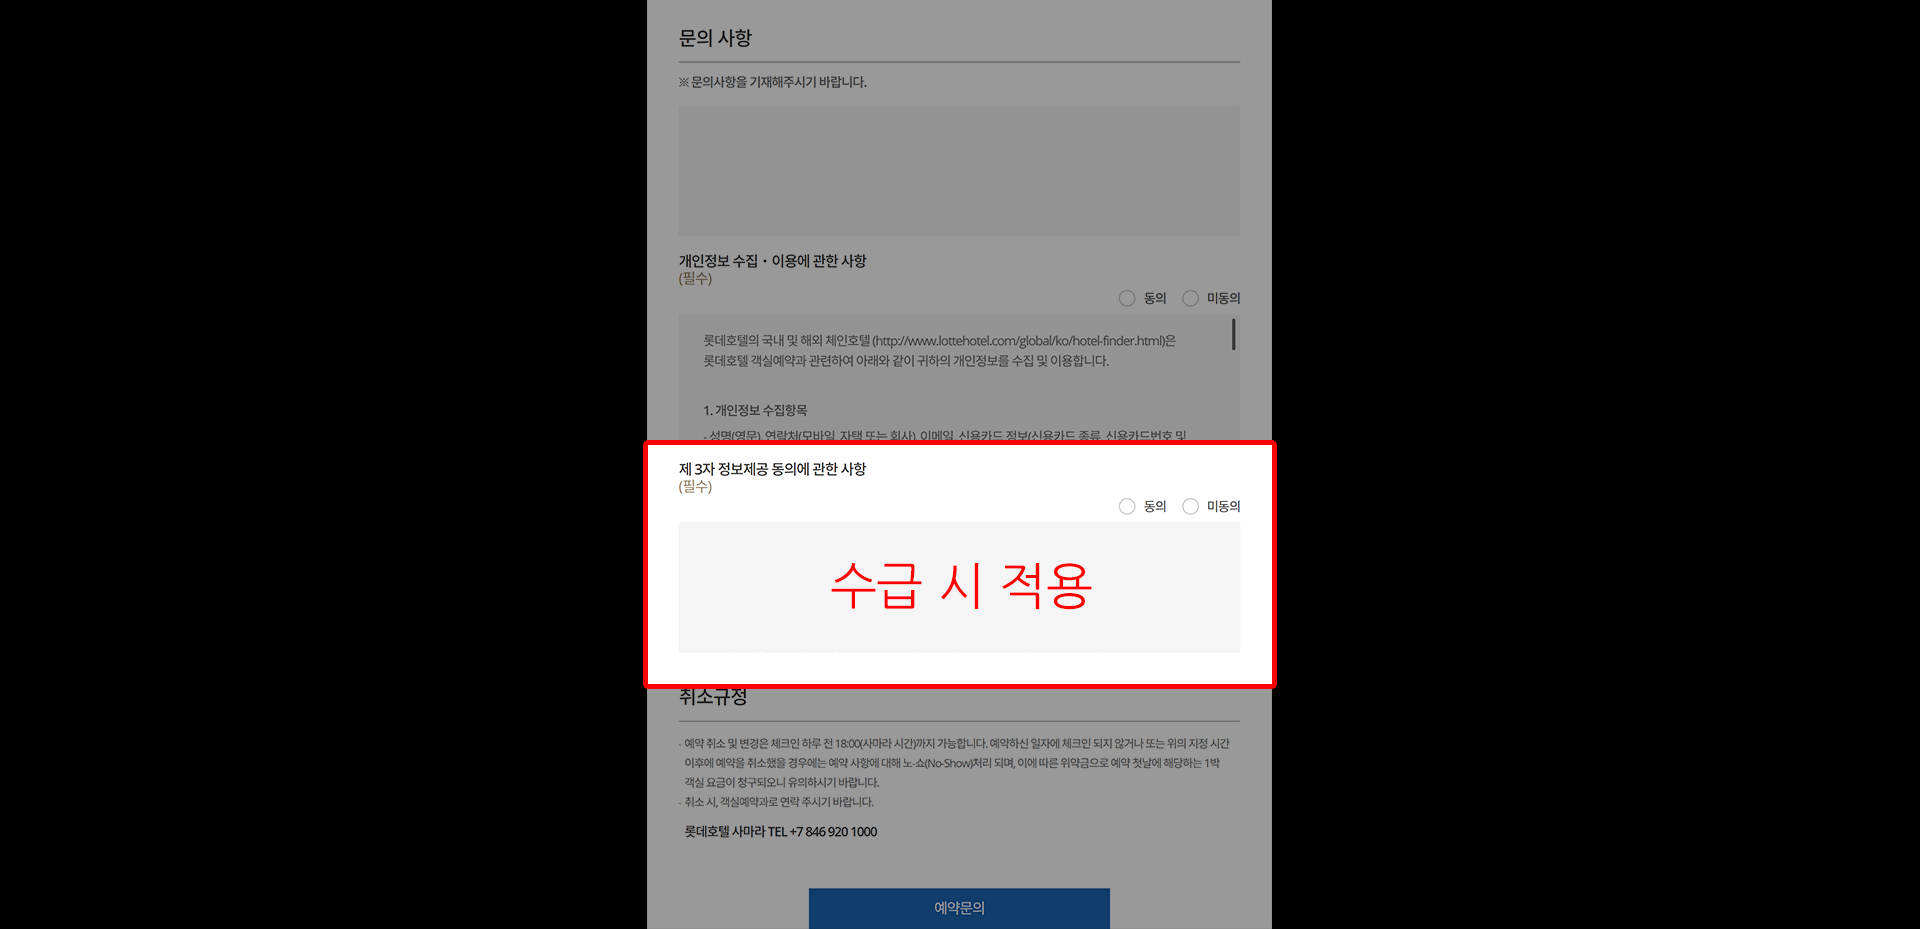 문의 사항
※ 문의사항을 기재해주시기 바랍니다.
개인정보 수집・이용에 관한 사항
(필수)
동의 미동의
롯데호텔의 국내 및 해외 체인호텔 (http://www.lottehotel.com/global/ko/hotel-finder.html)은
롯데호텔 객실예약과 관련하여 아래와 같이 귀하의 개인정보를 수집 및 이용합니다.
1. 개인정보 수집항목
- 성명(영문), 연락처(모바일, 자택 또는 회사), 이메일, 신용카드 정보(신용카드 종류, 신용카드번호 및
제 3자 정보제공 동의에 관한 사항
(필수)
동의 미동의
수급 시 적용
취소규정
- 예약 취소 및 변경은 체크인 하루 전 18:00(사마라 시간)까지 가능합니다. 예약하신 일자에 체크인 되지 않거나 또는 위의 지정 시간
이후에 예약을 취소했을 경우에는 예약 사항에 대해 노-쇼(No-Show)처리 되며, 이에 따른 위약금으로 예약 첫날에 해당하는 1박
객실 요금이 청구되오니 유의하시기 바랍니다.
- 취소 시, 객실예약과로 연락 주시기 바랍니다.
롯데호텔 사마라 TEL +7 846 920 1000
예약문의